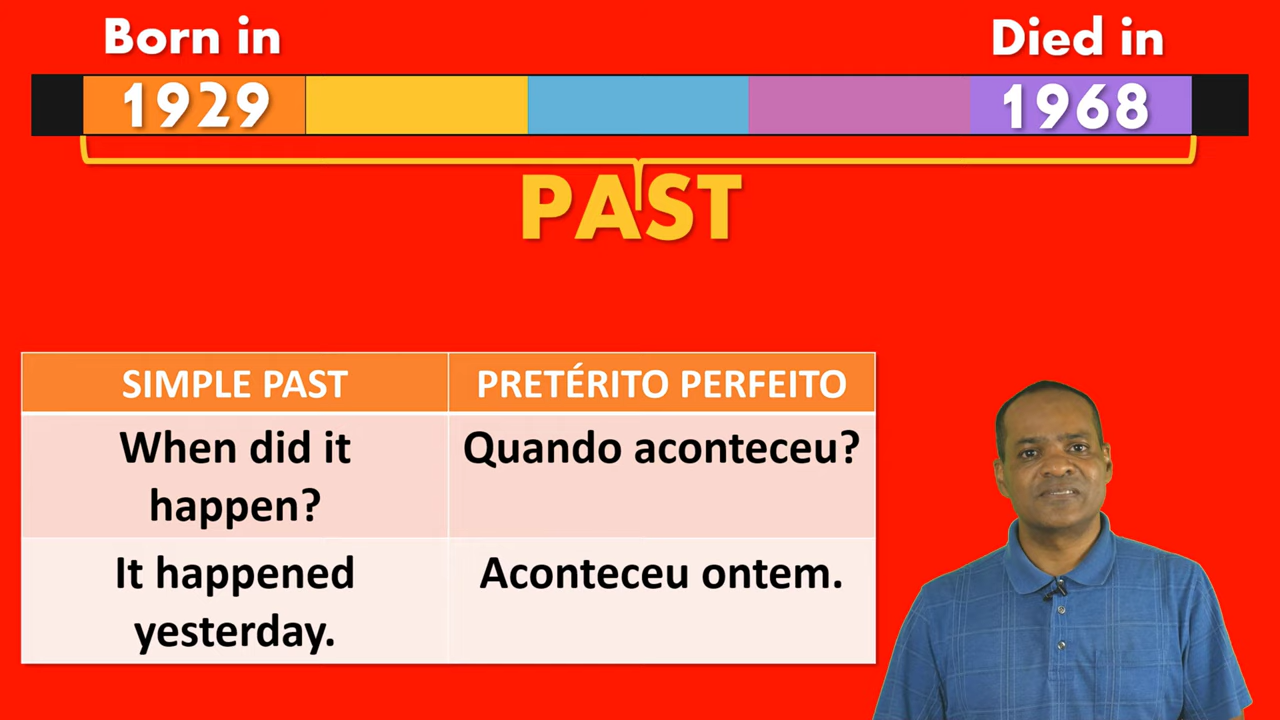 Born in
Died in
1929
1968
PAST
SIMPLE PAST
PRETÉRITO PERFEITO
When did it
happen?
Quando aconteceu?
It happened
yesterday.
Aconteceu ontem.